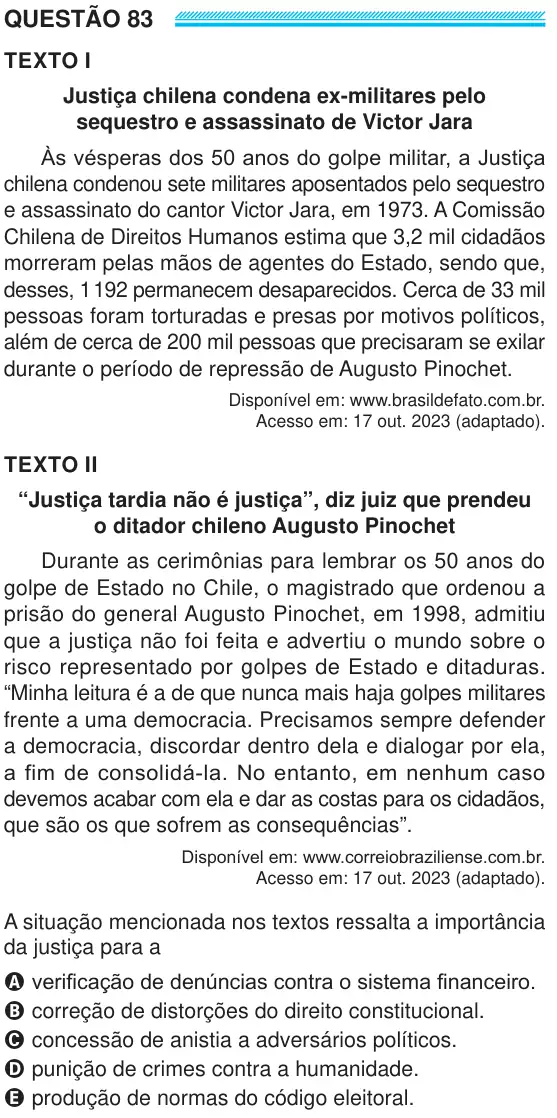 QUESTÃO 83
TEXTO I
Justiça chilena condena ex-militares pelo
sequestro e assassinato de Victor Jara
Às vésperas dos 50 anos do golpe militar, a Justiça
chilena condenou sete militares aposentados pelo sequestro
e assassinato do cantor Victor Jara, em 1973. A Comissão
Chilena de Direitos Humanos estima que 3,2 mil cidadãos
morreram pelas mãos de agentes do Estado, sendo que,
desses, 1 192 permanecem desaparecidos. Cerca de 33 mil
pessoas foram torturadas e presas por motivos políticos,
além de cerca de 200 mil pessoas que precisaram se exilar
durante o período de repressão de Augusto Pinochet.
Disponível em: www.brasildefato.com.br.
Acesso em: 17 out. 2023 (adaptado).
TEXTO II
“Justiça tardia não é justiça”, diz juiz que prendeu
o ditador chileno Augusto Pinochet
Durante as cerimônias para lembrar os 50 anos do
golpe de Estado no Chile, o magistrado que ordenou a
prisão do general Augusto Pinochet, em 1998, admitiu
que a justiça não foi feita e advertiu o mundo sobre o
risco representado por golpes de Estado e ditaduras.
“Minha leitura é a de que nunca mais haja golpes militares
frente a uma democracia. Precisamos sempre defender
a democracia, discordar dentro dela e dialogar por ela,
a fim de consolidá-la. No entanto, em nenhum caso
devemos acabar com ela e dar as costas para os cidadãos,
que são os que sofrem as consequências”.
Disponível em: www.correiobraziliense.com.br.
Acesso em: 17 out. 2023 (adaptado).
A situação mencionada nos textos ressalta a importância
da justiça para a
A verificação de denúncias contra o sistema financeiro.
B correção de distorções do direito constitucional.
C concessão de anistia a adversários políticos.
D punição de crimes contra a humanidade.
E produção de normas do código eleitoral.